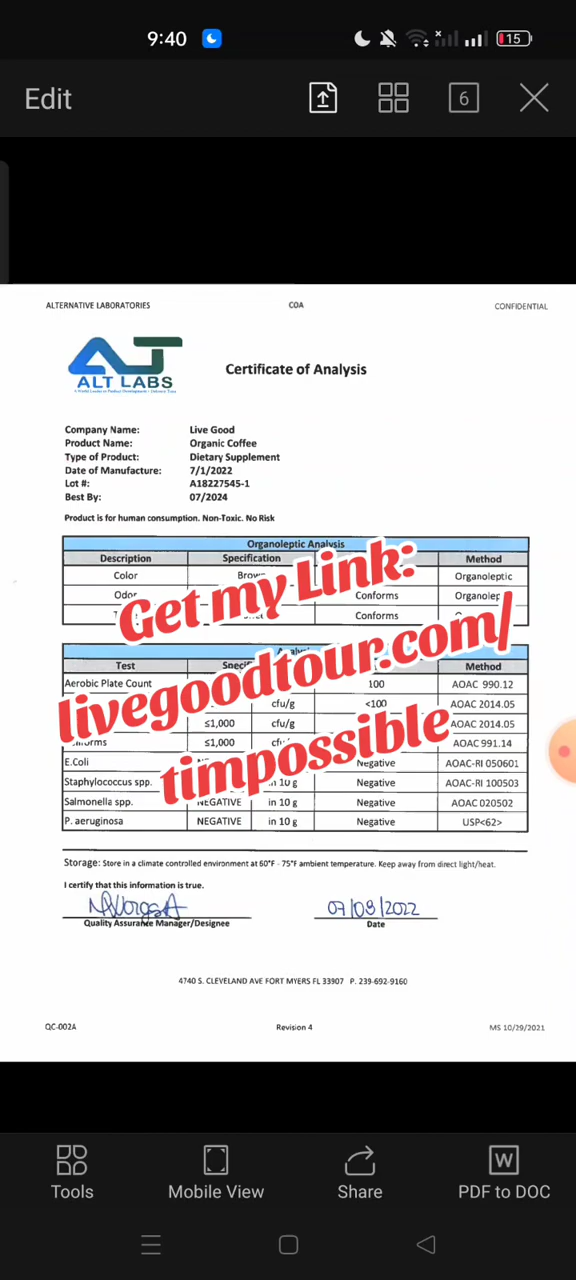 9:40
15
Edit
6
ALTERNATIVE LABORATORIES COA CONFIDENTIAL
ALT LABS
Certificate of Analysis
Company Name: Live Good
Product Name: Organic Coffee
Type of Product: Dietary Supplement
Date of Manufacture: 7/1/2022
Lot #: A18227545-1
Best By: 07/2024
Product is for human consumption. Non-Toxic. No Risk
Organoleptic Analysis
Description Specification Method
Color Organoleptic
Conforms
Conforms
Get my Link:
livegoodtour.com/
timpossible
Test Method
Aerobic Plate Count 100 AOAC 990.12
cfu/g <100 AOAC 2014.05
≤1,000 cfu/g AOAC 2014.05
≤1,000 AOAC 991.14
E.Coli Negative AOAC-RI 050601
Staphylococcus spp. in 10 g Negative AOAC-RI 100503
Salmonella spp. NEGATIVE in 10 g Negative AOAC 020502
P. aeruginosa NEGATIVE in 10 g Negative USP<62>
Storage: Store in a climate controlled environment at 60°F - 75°F ambient temperature. Keep away from direct light/heat.
I certify that this information is true.
07/08/2022
Quality Assurance Manager/Designee Date
4740 S. CLEVELAND AVE FORT MYERS FL 33907 P. 239-692-9160
QC-002A Revision 4 MS 10/29/2021
Tools Mobile View Share PDF to DOC
W